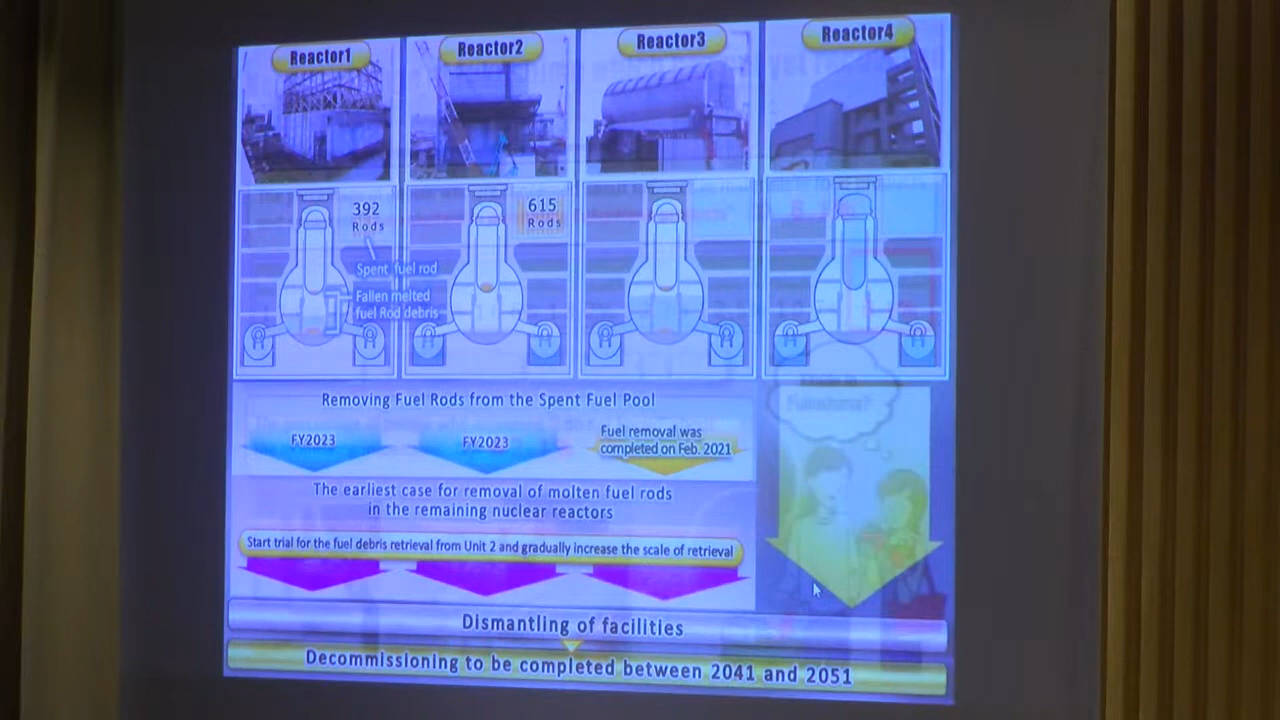 Reactor1
Reactor2
Reactor3
Reactor4
392
Rods
615
Rods
Spent fuel rod
Fallen melted
fuel Rod debris
Removing Fuel Rods from the Spent Fuel Pool
FY2023
FY2023
Fuel removal was
completed on Feb. 2021
Fukushima?
The earliest case for removal of molten fuel rods
in the remaining nuclear reactors
Start trial for the fuel debris retrieval from Unit 2 and gradually increase the scale of retrieval
Dismantling of facilities
Decommissioning to be completed between 2041 and 2051